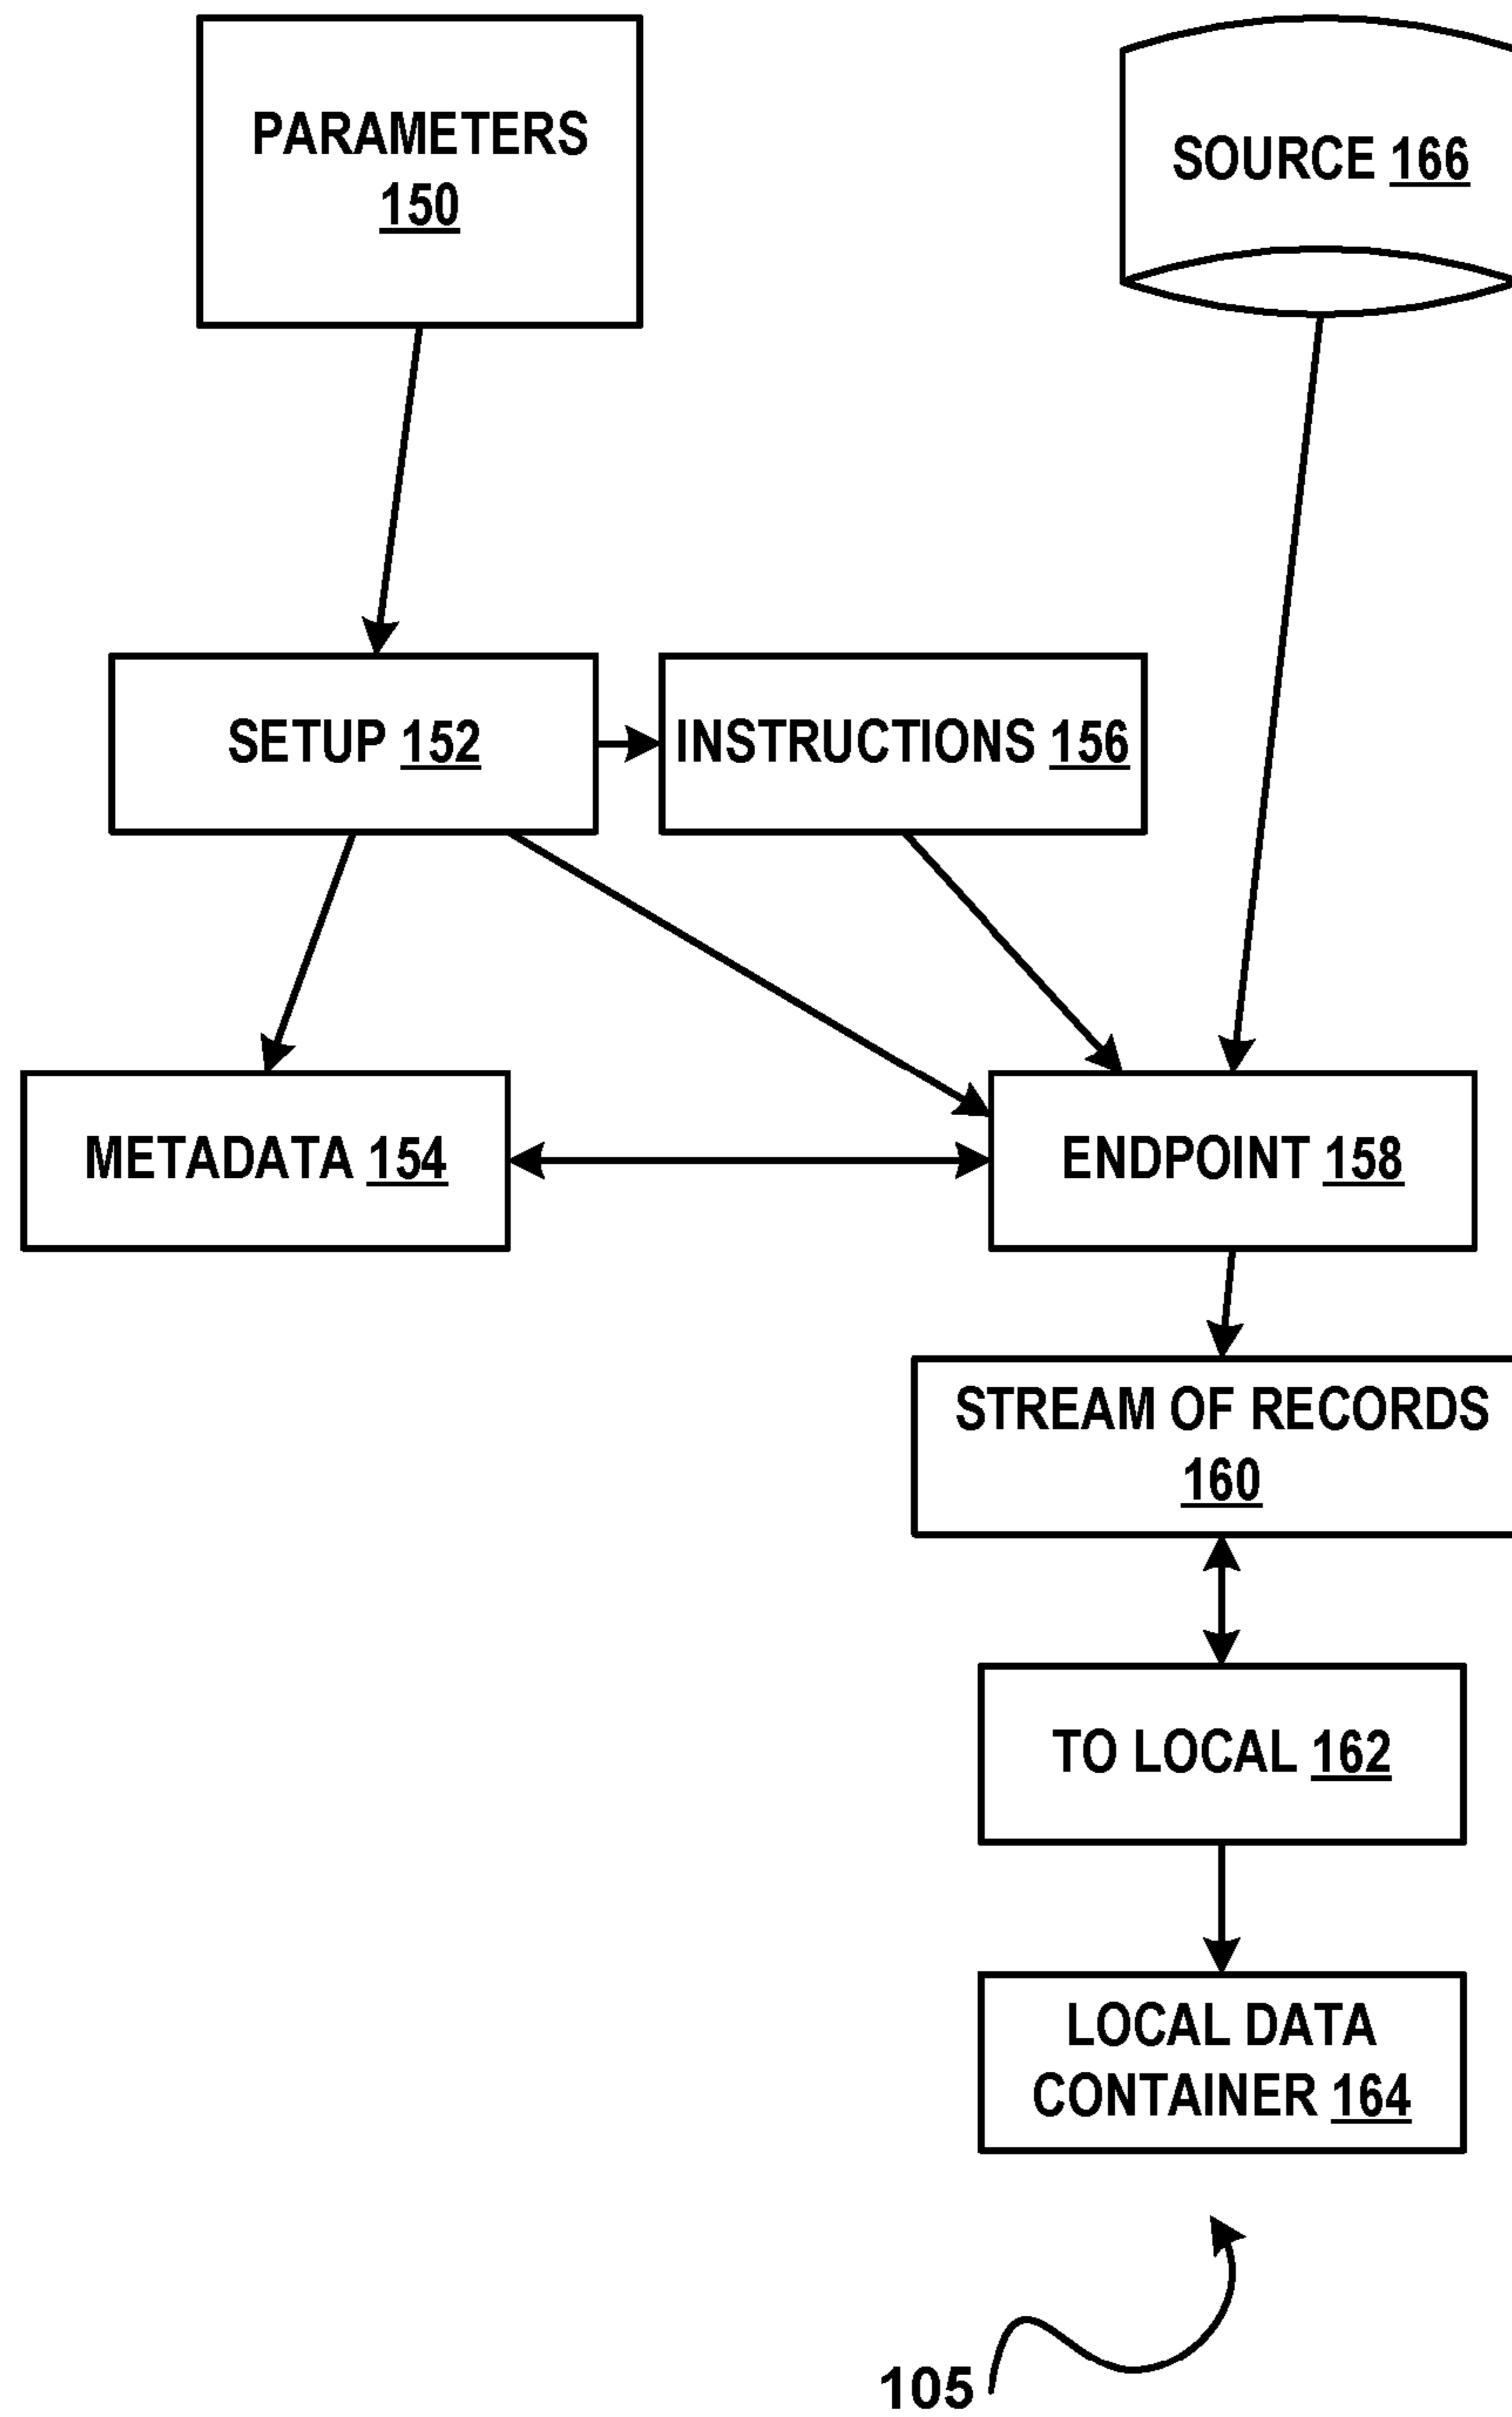 PARAMETERS
150
SOURCE 166
SETUP 152
INSTRUCTIONS 156
METADATA 154
ENDPOINT 158
STREAM OF RECORDS
160
TO LOCAL 162
LOCAL DATA
CONTAINER 164
105